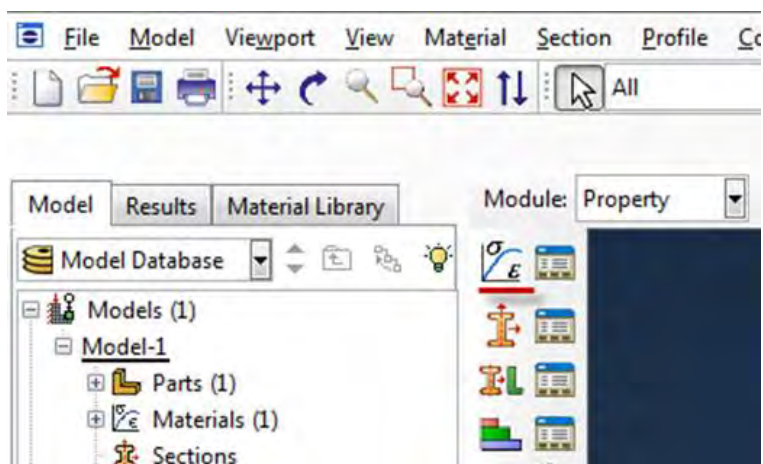 File Model Viewport View Material Section Profile
All
Model Results Material Library Module: Property
Model Database
σ ε
Models (1)
Model-1
Parts (1)
σ ε Materials (1)
Sections